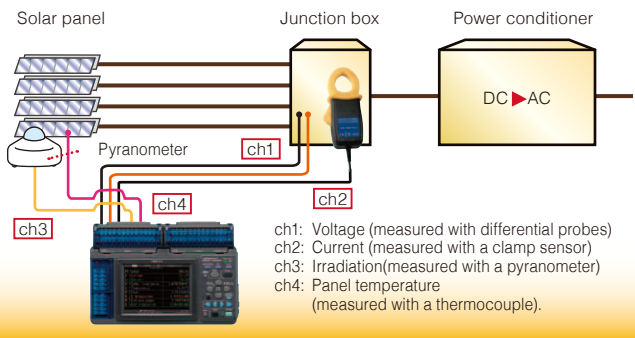 Solar panel
Junction box
Power conditioner
DC ▶ AC
Pyranometer
ch1
ch2
ch4
ch3
ch1: Voltage (measured with differential probes)
ch2: Current (measured with a clamp sensor)
ch3: Irradiation(measured with a pyranometer)
ch4: Panel temperature
(measured with a thermocouple).